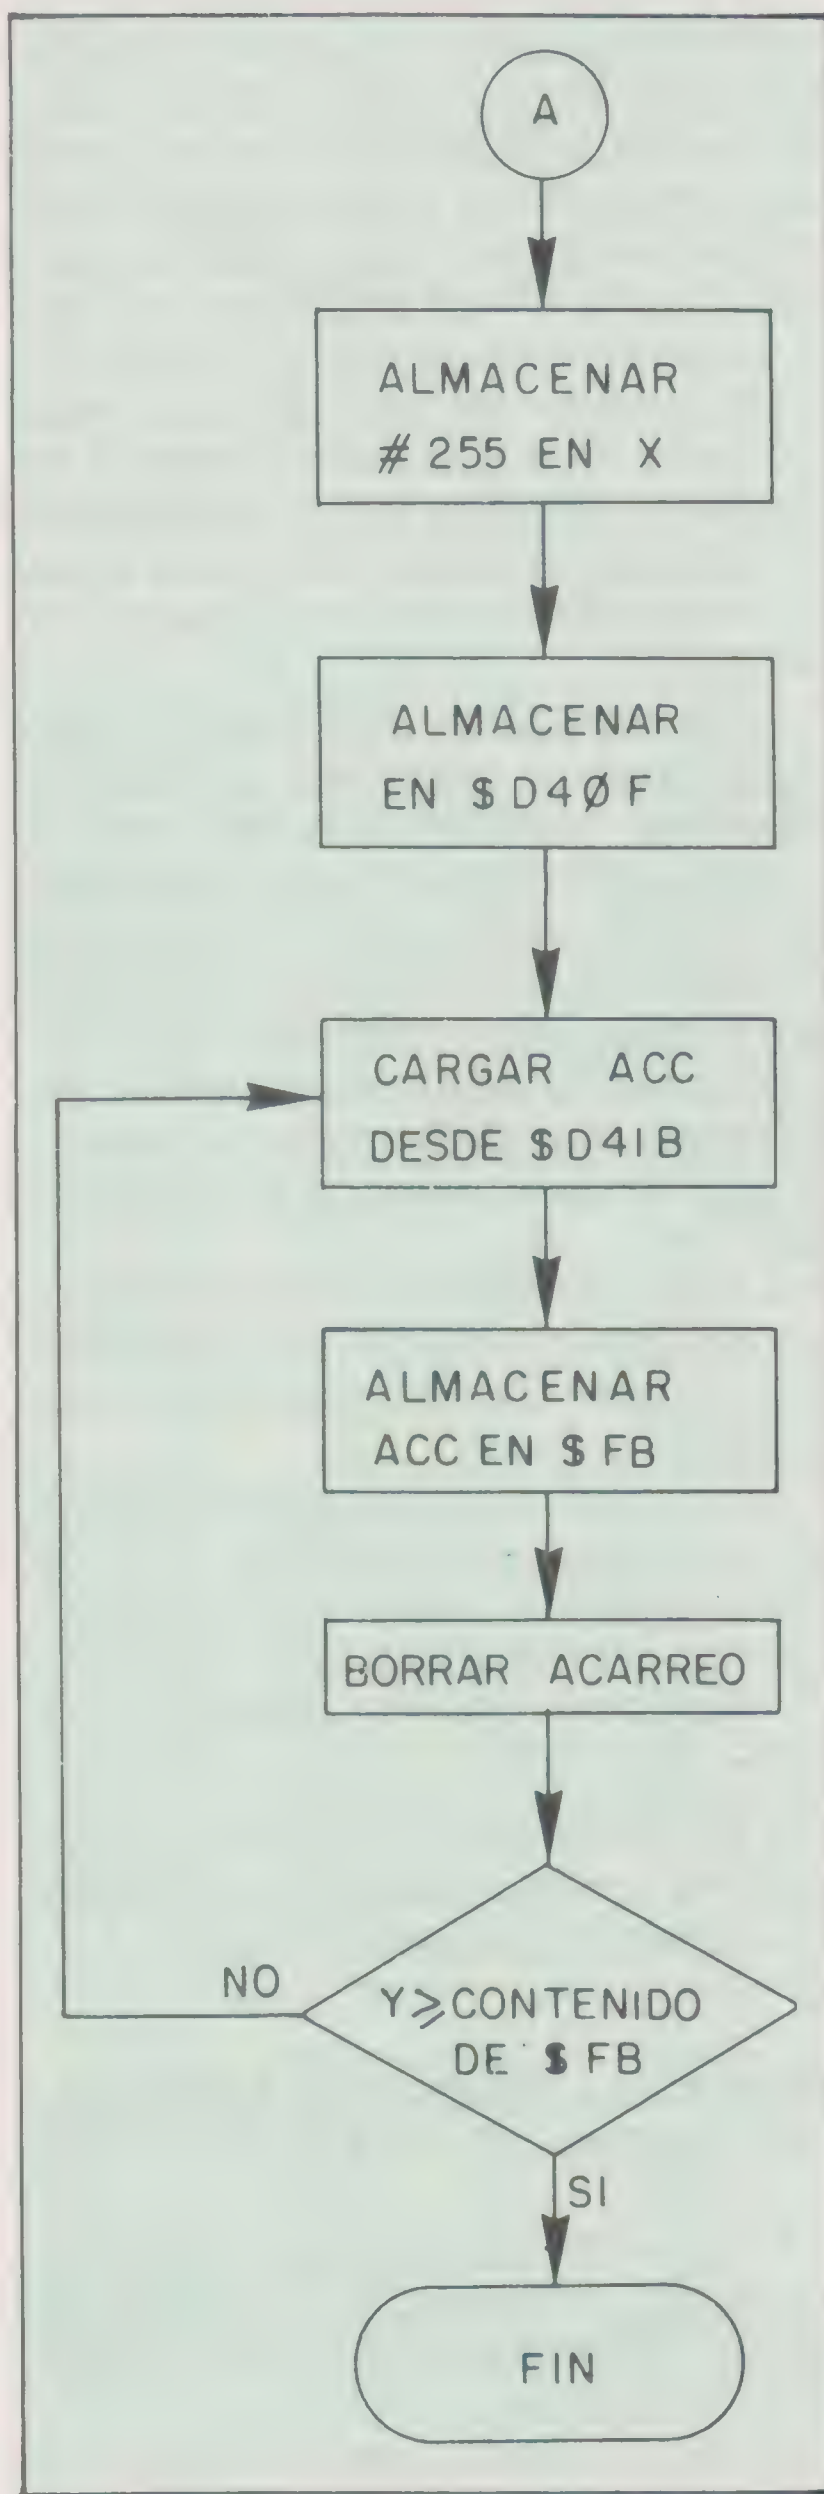 A
ALMACENAR
# 255 EN X
ALMACENAR
EN $ D4Ø F
CARGAR ACC
DESDE $ D41B
ALMACENAR
ACC EN $ FB
BORRAR ACARREO
NO
Y ≥ CONTENIDO
DE $ FB
SI
FIN